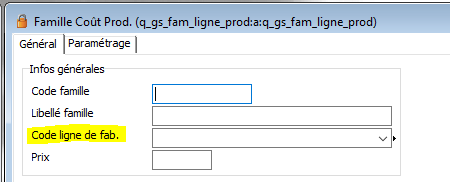 Famille Coût Prod. (q_gs_fam_ligne_prod:a:q_gs_fam_ligne_prod)
Général Paramétrage
Infos générales
Code famille
Libellé famille
Code ligne de fab.
Prix